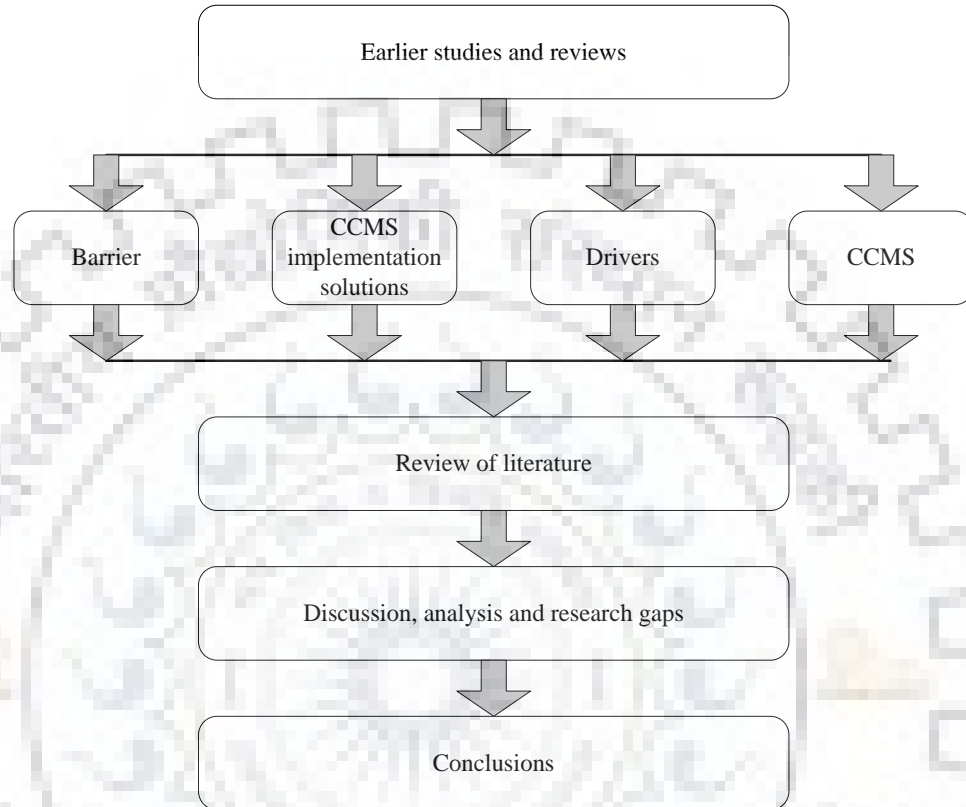 Earlier studies and reviews
Barrier
CCMS
implementation
solutions
Drivers
CCMS
Review of literature
Discussion, analysis and research gaps
Conclusions